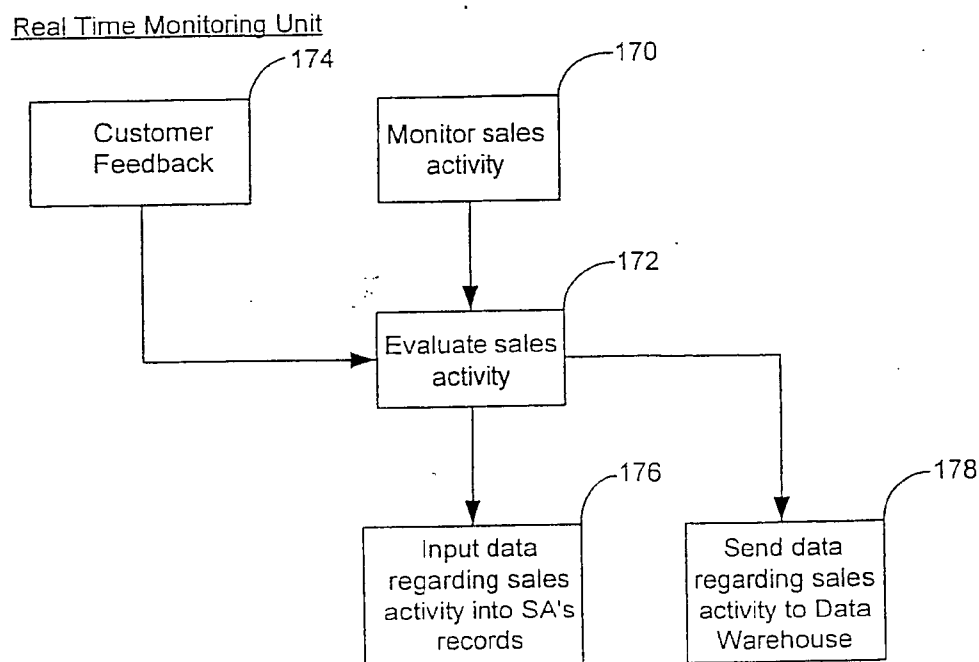 Real Time Monitoring Unit
174
170
Customer
Feedback
Monitor sales
activity
172
Evaluate sales
activity
176
178
Input data
regarding sales
activity into SA's
records
Send data
regarding sales
activity to Data
Warehouse